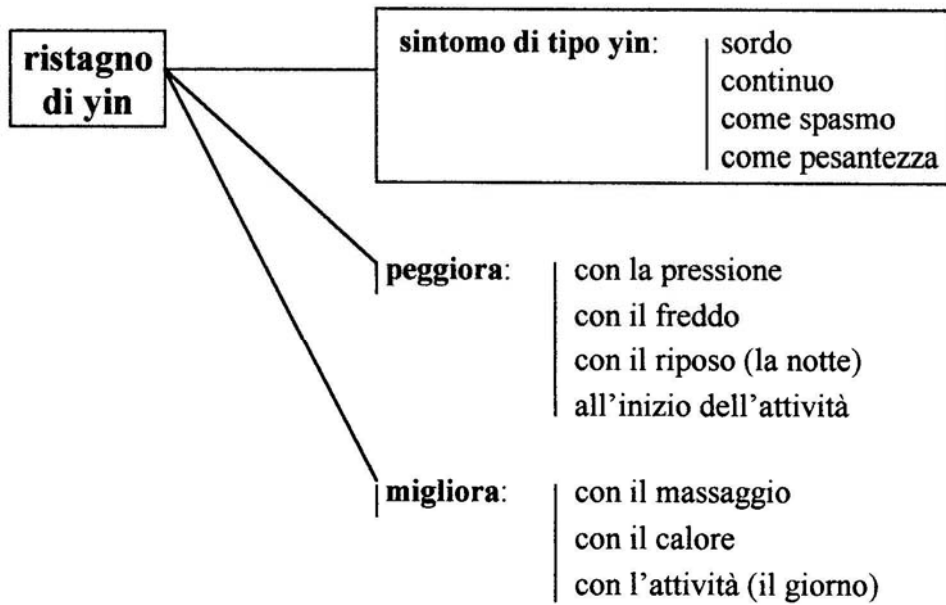 ristagno
di yin
sintomo di tipo yin: sordo
continuo
come spasmo
come pesantezza
peggiora: con la pressione
con il freddo
con il riposo (la notte)
all'inizio dell'attività
migliora: con il massaggio
con il calore
con l'attività (il giorno)